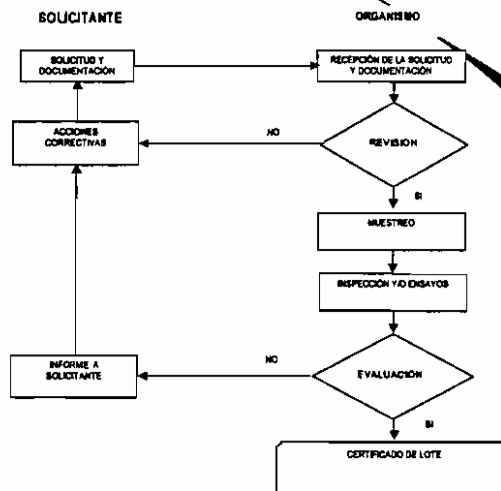 SOLICITANTE
ORGANISMO
SOLICITUD Y
DOCUMENTACIÓN
RECEPCIÓN DE LA SOLICITUD
Y DOCUMENTACIÓN
ACCIONES
CORRECTIVAS
NO
REVISION
SI
MUESTREO
INSPECCIÓN Y/O ENSAYOS
INFORME A
SOLICITANTE
NO
EVALUACIÓN
SI
CERTIFICADO DE LOTE